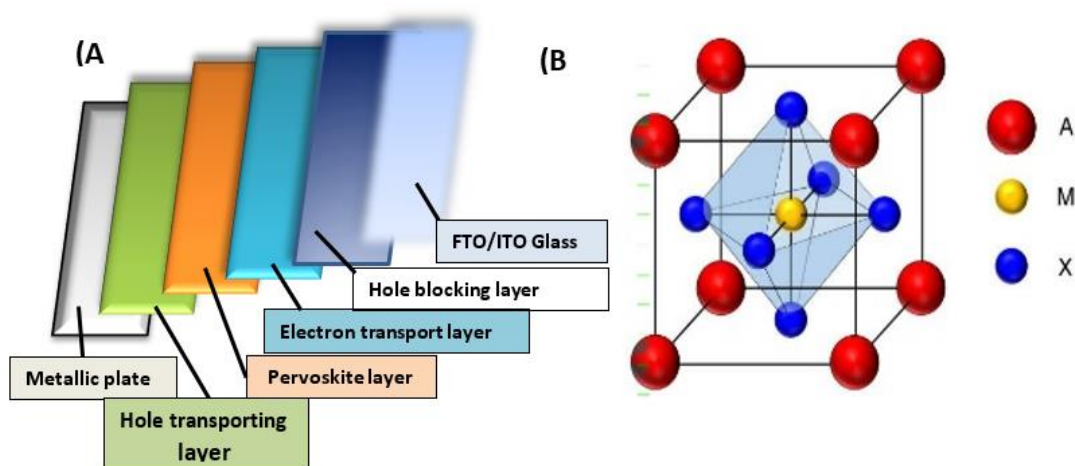 (A
FTO/ITO Glass
Hole blocking layer
Electron transport layer
Pervoskite layer
Metallic plate
Hole transporting
layer
(B
A
M
X